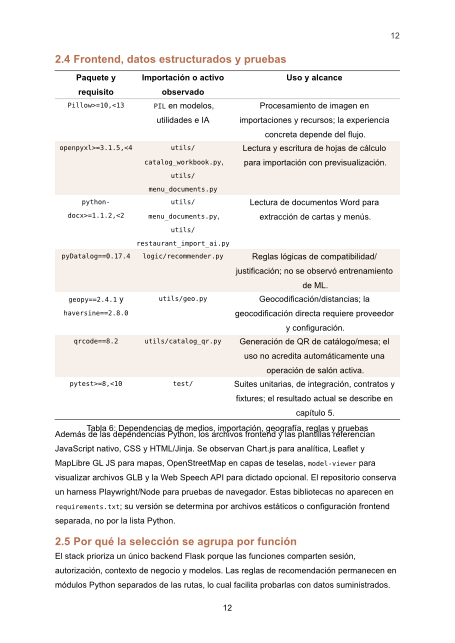 12
2.4 Frontend, datos estructurados y pruebas
Paquete y requisito | Importación o activo observado | Uso y alcance
Pillow>=10,<13 | PIL en modelos, utilidades e IA | Procesamiento de imagen en importaciones y recursos; la experiencia concreta depende del flujo.
openpyxl>=3.1.5,<4 | utils/catalog_workbook.py, utils/menu_documents.py | Lectura y escritura de hojas de cálculo para importación con previsualización.
python-docx>=1.1.2,<2 | utils/menu_documents.py, utils/restaurant_import_ai.py | Lectura de documentos Word para extracción de cartas y menús.
pyDatalog==0.17.4 | logic/recommender.py | Reglas lógicas de compatibilidad/justificación; no se observó entrenamiento de ML.
geopy==2.4.1 y haversine==2.8.0 | utils/geo.py | Geocodificación/distancias; la geocodificación directa requiere proveedor y configuración.
qrcode==8.2 | utils/catalog_qr.py | Generación de QR de catálogo/mesa; el uso no acredita automáticamente una operación de salón activa.
pytest>=8,<10 | test/ | Suites unitarias, de integración, contratos y fixtures; el resultado actual se describe en capítulo 5.
Tabla 6: Dependencias de medios, importación, geografía, reglas y pruebas
Además de las dependencias Python, los archivos frontend y las plantillas referencian
JavaScript nativo, CSS y HTML/Jinja. Se observan Chart.js para analítica, Leaflet y
MapLibre GL JS para mapas, OpenStreetMap en capas de teselas, model-viewer para
visualizar archivos GLB y la Web Speech API para dictado opcional. El repositorio conserva
un harness Playwright/Node para pruebas de navegador. Estas bibliotecas no aparecen en
requirements.txt; su versión se determina por archivos estáticos o configuración frontend
separada, no por la lista Python.
2.5 Por qué la selección se agrupa por función
El stack prioriza un único backend Flask porque las funciones comparten sesión,
autorización, contexto de negocio y modelos. Las reglas de recomendación permanecen en
módulos Python separados de las rutas, lo cual facilita probarlas con datos suministrados.
12